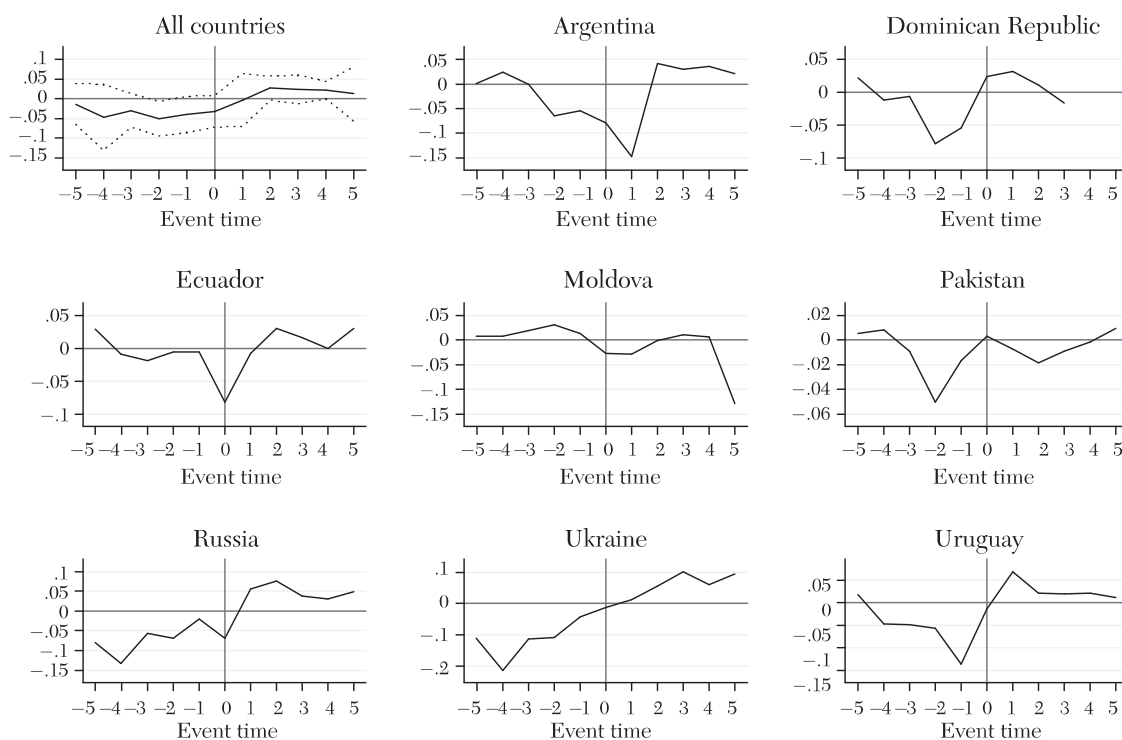 All countries
.1
.05
0
−.05
−.1
−.15
−5 −4 −3 −2 −1 0 1 2 3 4 5
Event time
Argentina
.05
0
−.05
−.1
−.15
−5 −4 −3 −2 −1 0 1 2 3 4 5
Event time
Dominican Republic
.05
0
−.05
−.1
−5 −4 −3 −2 −1 0 1 2 3 4 5
Event time
Ecuador
.05
0
−.05
−.1
−5 −4 −3 −2 −1 0 1 2 3 4 5
Event time
Moldova
.05
0
−.05
−.1
−.15
−5 −4 −3 −2 −1 0 1 2 3 4 5
Event time
Pakistan
.02
0
−.02
−.04
−.06
−5 −4 −3 −2 −1 0 1 2 3 4 5
Event time
Russia
.1
.05
0
−.05
−.1
−.15
−5 −4 −3 −2 −1 0 1 2 3 4 5
Event time
Ukraine
.1
0
−.1
−.2
−5 −4 −3 −2 −1 0 1 2 3 4 5
Event time
Uruguay
.05
0
−.05
−.1
−.15
−5 −4 −3 −2 −1 0 1 2 3 4 5
Event time